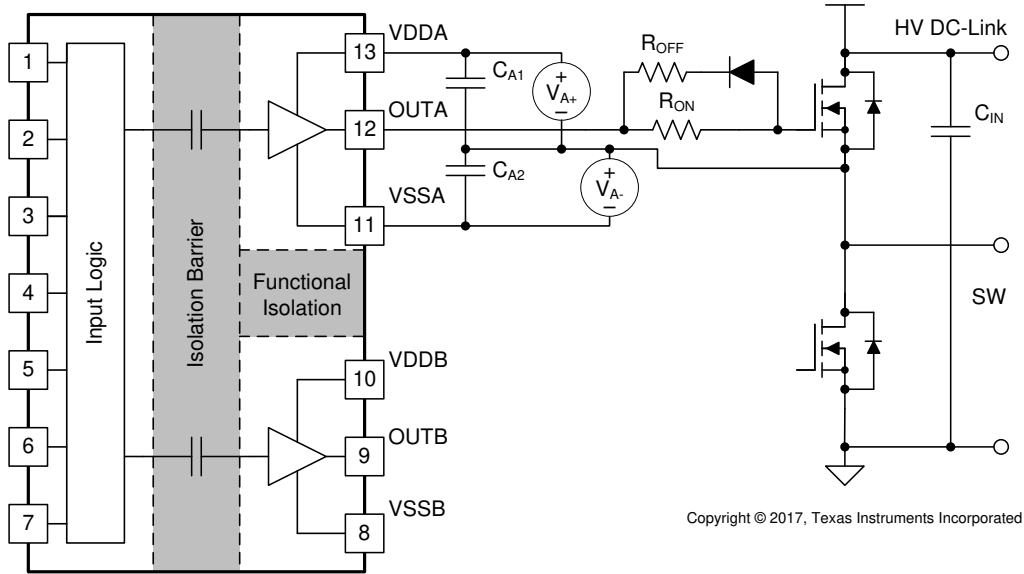 1
2
3
4
5
6
7
Input Logic
Isolation Barrier
Functional
Isolation
13
12
11
10
9
8
VDDA
OUTA
VSSA
VDDB
OUTB
VSSB
CA1
CA2
+
VA+
–
+
VA-
–
ROFF
RON
HV DC-Link
CIN
SW
Copyright © 2017, Texas Instruments Incorporated